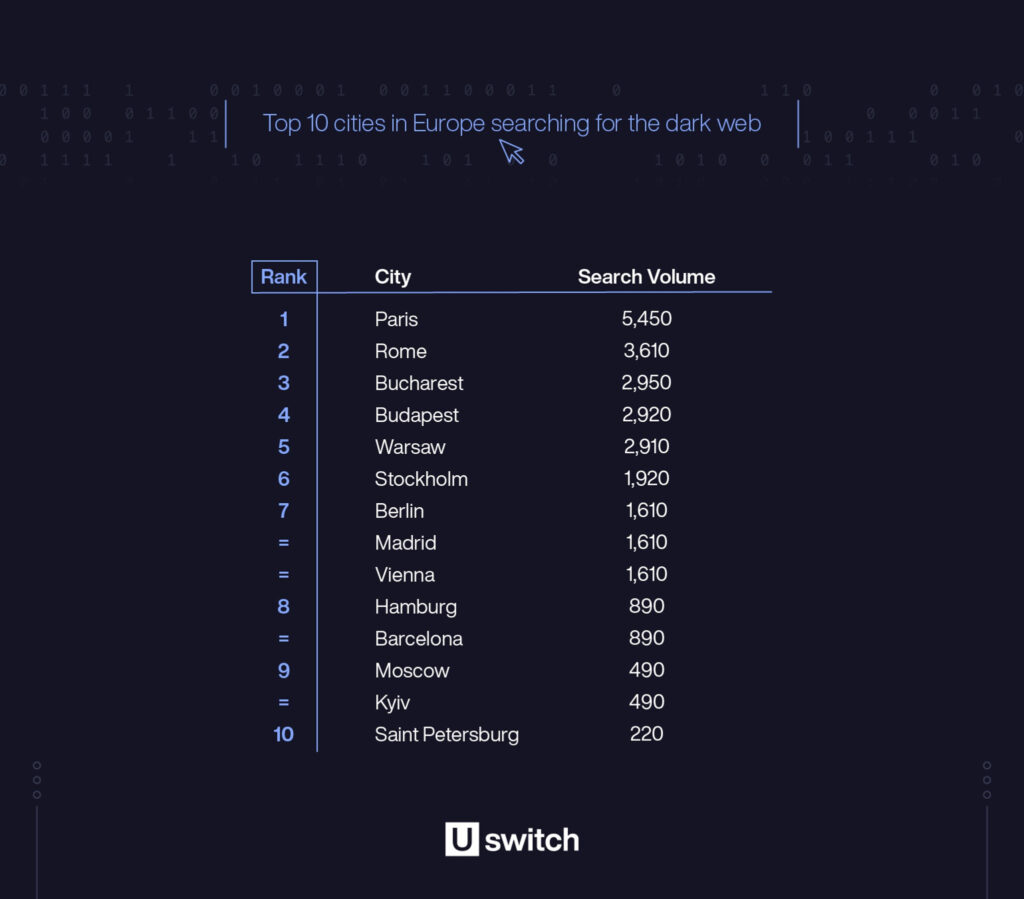 Top 10 cities in Europe searching for the dark web
Rank City Search Volume
1 Paris 5,450
2 Rome 3,610
3 Bucharest 2,950
4 Budapest 2,920
5 Warsaw 2,910
6 Stockholm 1,920
7 Berlin 1,610
= Madrid 1,610
= Vienna 1,610
8 Hamburg 890
= Barcelona 890
9 Moscow 490
= Kyiv 490
10 Saint Petersburg 220
Uswitch